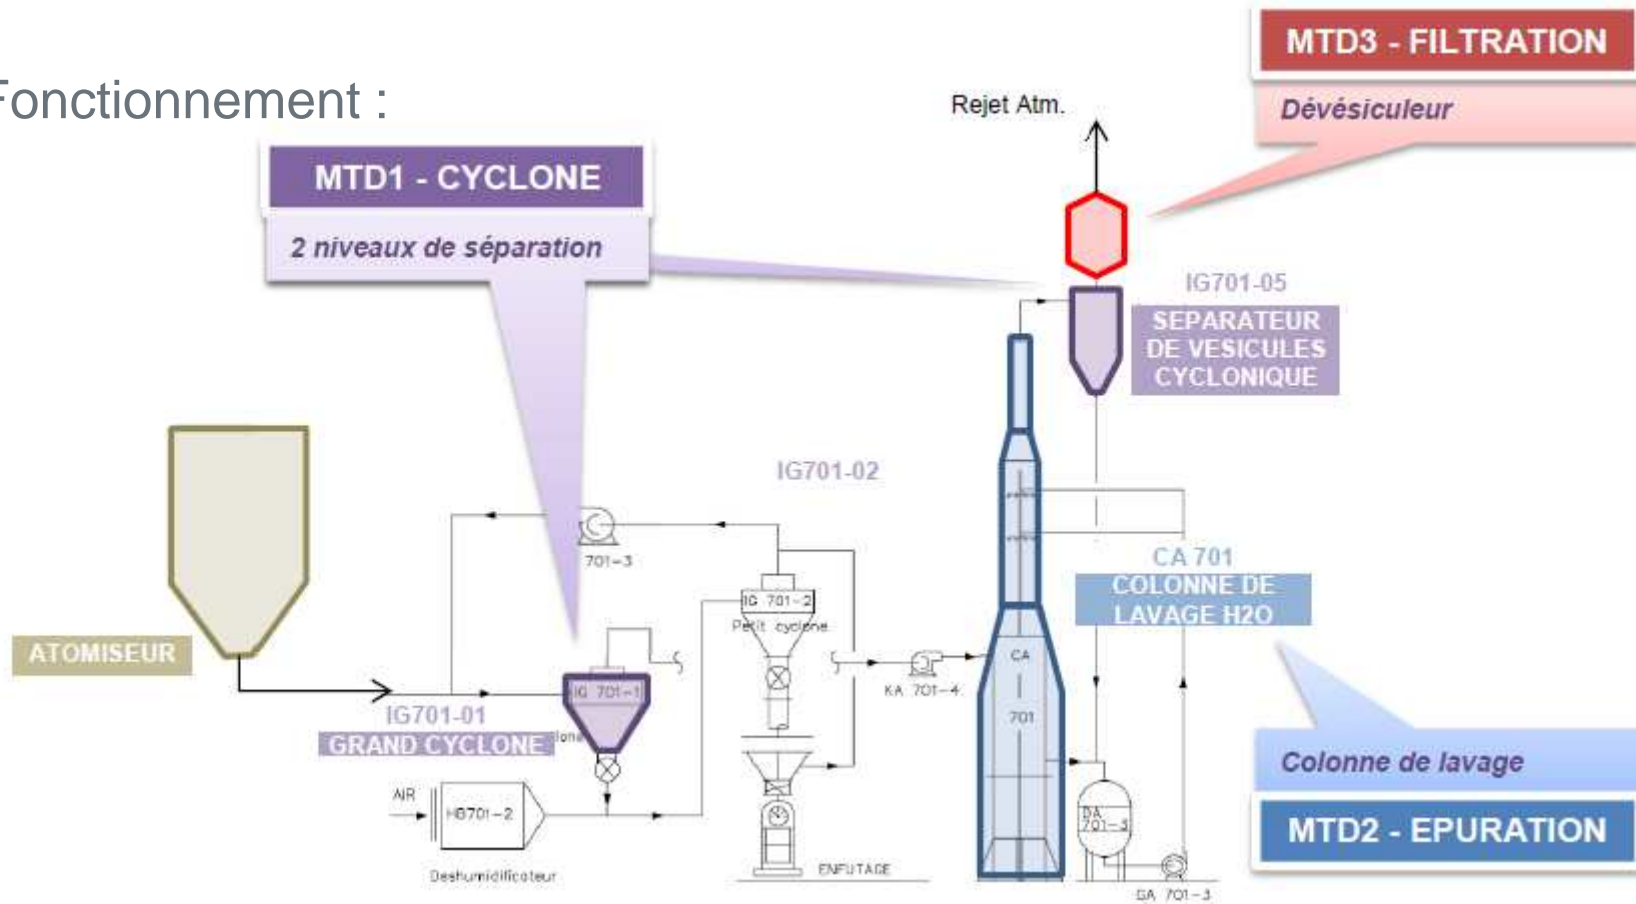 Fonctionnement :
MTD3 - FILTRATION
Dévésiculeur
Rejet Atm.
MTD1 - CYCLONE
2 niveaux de séparation
IG701-05
SEPARATEUR
DE VESICULES
CYCLONIQUE
IG701-02
701-3
CA 701
COLONNE DE
LAVAGE H2O
IG 701-2
Petit cyclone
ATOMISEUR
IG 701-1
IG701-01
GRAND CYCLONE
KA 701-4
CA
701
Colonne de lavage
MTD2 - EPURATION
AIR
HB701-2
Deshumidificateur
ENFUTAGE
DA
701-3
GA 701-3